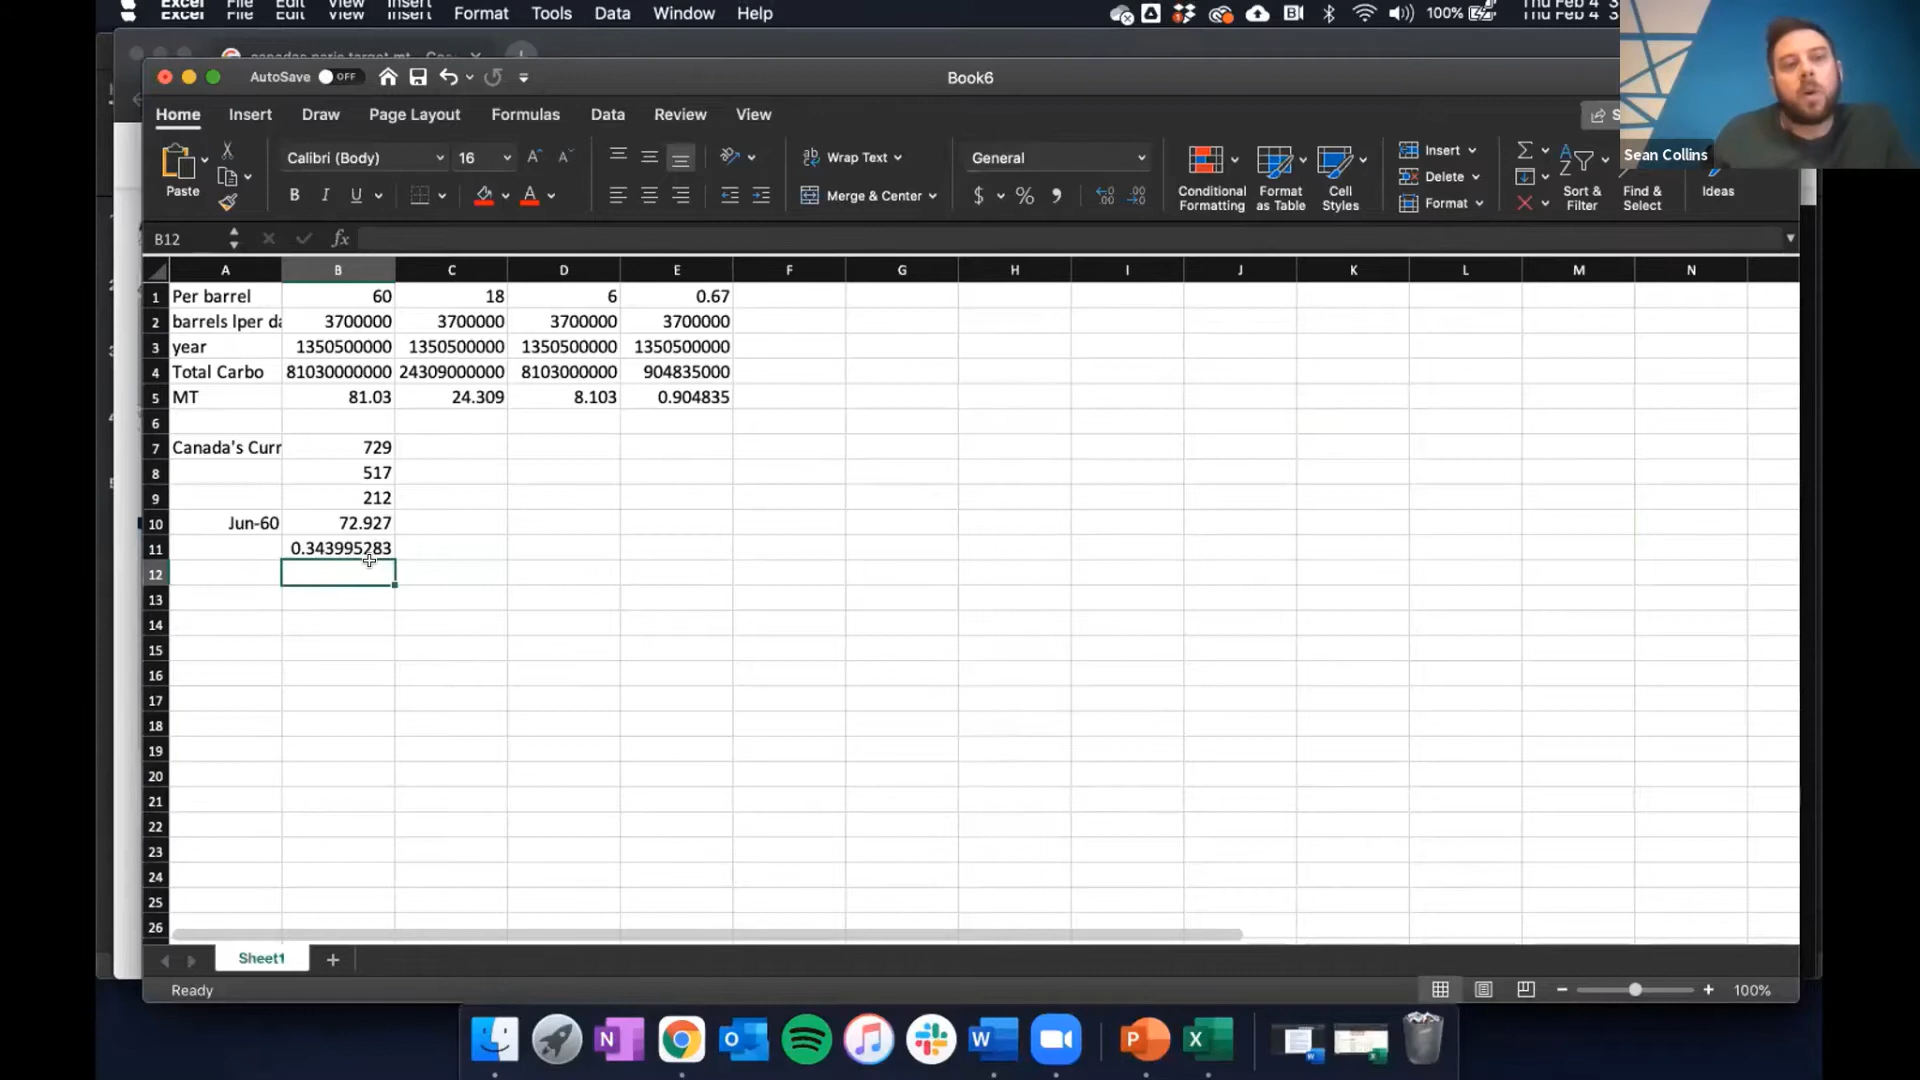 Excel File Edit View Insert Format Tools Data Window Help 100% Thu Feb 4
AutoSave OFF Book6
Home Insert Draw Page Layout Formulas Data Review View
Paste Calibri (Body) 16 Wrap Text General Insert
Merge & Center Delete
Conditional Formatting Format as Table Cell Styles Format Sort & Filter Find & Select Ideas
Sean Collins
B12 fx
A B C D E F G H I J K L M N
1 Per barrel 60 18 6 0.67
2 barrels lper da 3700000 3700000 3700000 3700000
3 year 1350500000 1350500000 1350500000 1350500000
4 Total Carbo 81030000000 24309000000 8103000000 904835000
5 MT 81.03 24.309 8.103 0.904835
6
7 Canada's Curr 729
8 517
9 212
10 Jun-60 72.927
11 0.343995283
12
13
14
15
16
17
18
19
20
21
22
23
24
25
26
Sheet1
Ready 100%